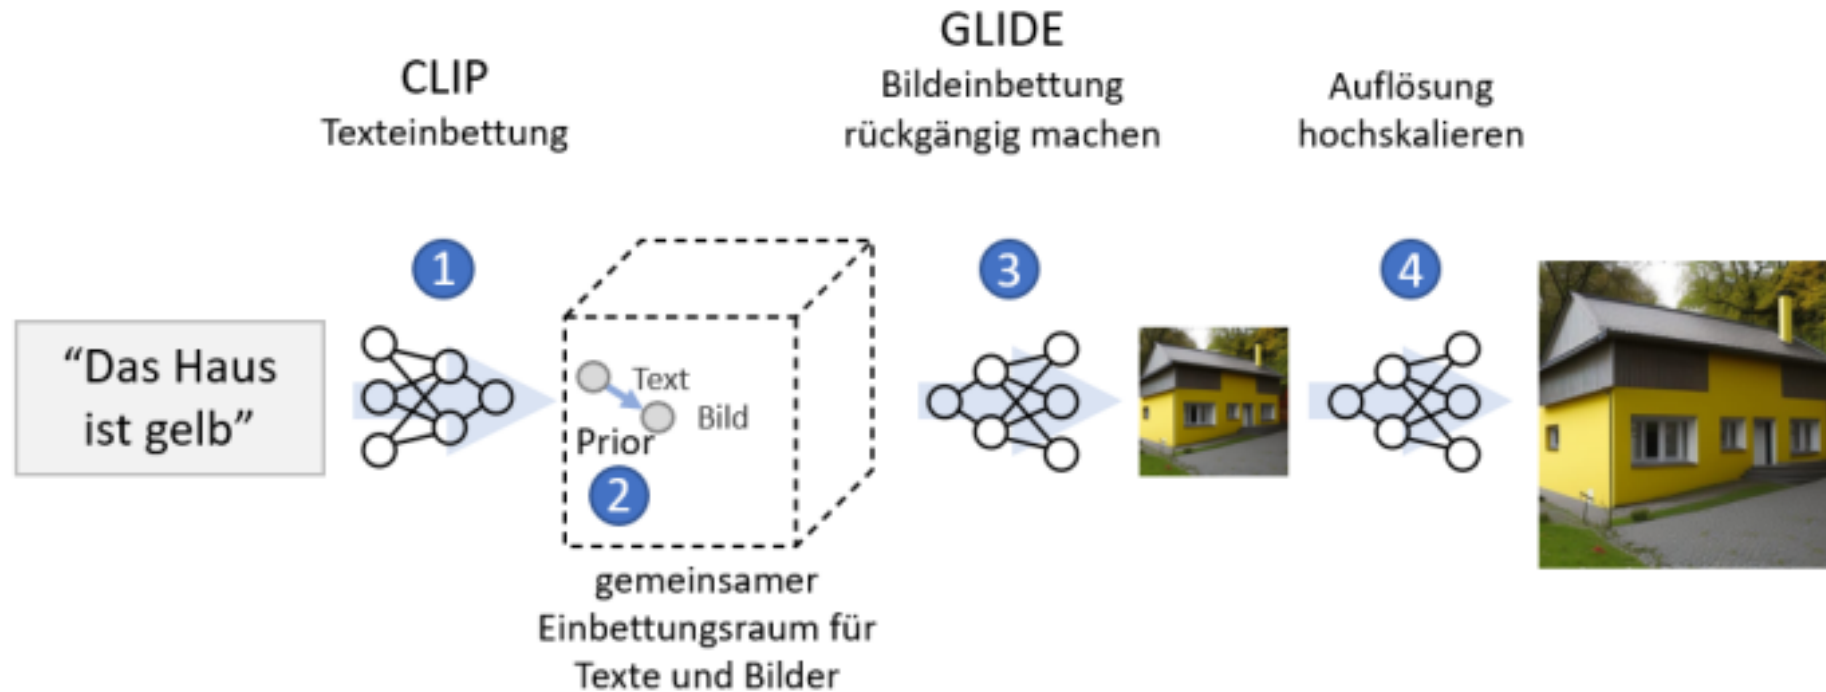 GLIDE
CLIP
Bildeinbettung
Auflösung
Texteinbettung
rückgängig machen
hochskalieren
1
3
4
“Das Haus
ist gelb”
Text
Bild
Prior
2
gemeinsamer
Einbettungsraum für
Texte und Bilder